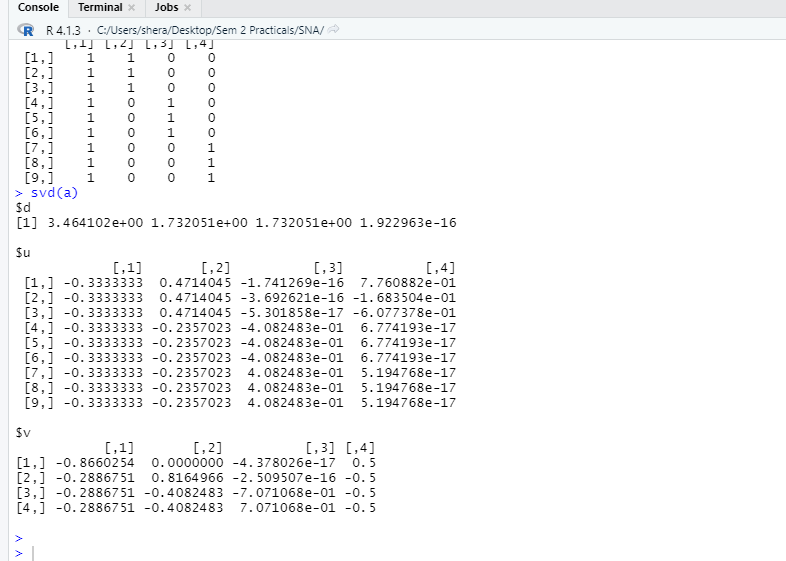 Console Terminal × Jobs ×
R 4.1.3 · C:/Users/shera/Desktop/Sem 2 Practicals/SNA/
     [,1] [,2] [,3] [,4]
[1,]    1    1    0    0
[2,]    1    1    0    0
[3,]    1    1    0    0
[4,]    1    0    1    0
[5,]    1    0    1    0
[6,]    1    0    1    0
[7,]    1    0    0    1
[8,]    1    0    0    1
[9,]    1    0    0    1
> svd(a)
$d
[1] 3.464102e+00 1.732051e+00 1.732051e+00 1.922963e-16
$u
            [,1]       [,2]          [,3]          [,4]
[1,] -0.3333333  0.4714045 -1.741269e-16  7.760882e-01
[2,] -0.3333333  0.4714045 -3.692621e-16 -1.683504e-01
[3,] -0.3333333  0.4714045 -5.301858e-17 -6.077378e-01
[4,] -0.3333333 -0.2357023 -4.082483e-01  6.774193e-17
[5,] -0.3333333 -0.2357023 -4.082483e-01  6.774193e-17
[6,] -0.3333333 -0.2357023 -4.082483e-01  6.774193e-17
[7,] -0.3333333 -0.2357023  4.082483e-01  5.194768e-17
[8,] -0.3333333 -0.2357023  4.082483e-01  5.194768e-17
[9,] -0.3333333 -0.2357023  4.082483e-01  5.194768e-17
$v
           [,1]       [,2]          [,3] [,4]
[1,] -0.8660254  0.0000000 -4.378026e-17  0.5
[2,] -0.2886751  0.8164966 -2.509507e-16 -0.5
[3,] -0.2886751 -0.4082483 -7.071068e-01 -0.5
[4,] -0.2886751 -0.4082483  7.071068e-01 -0.5
>
>